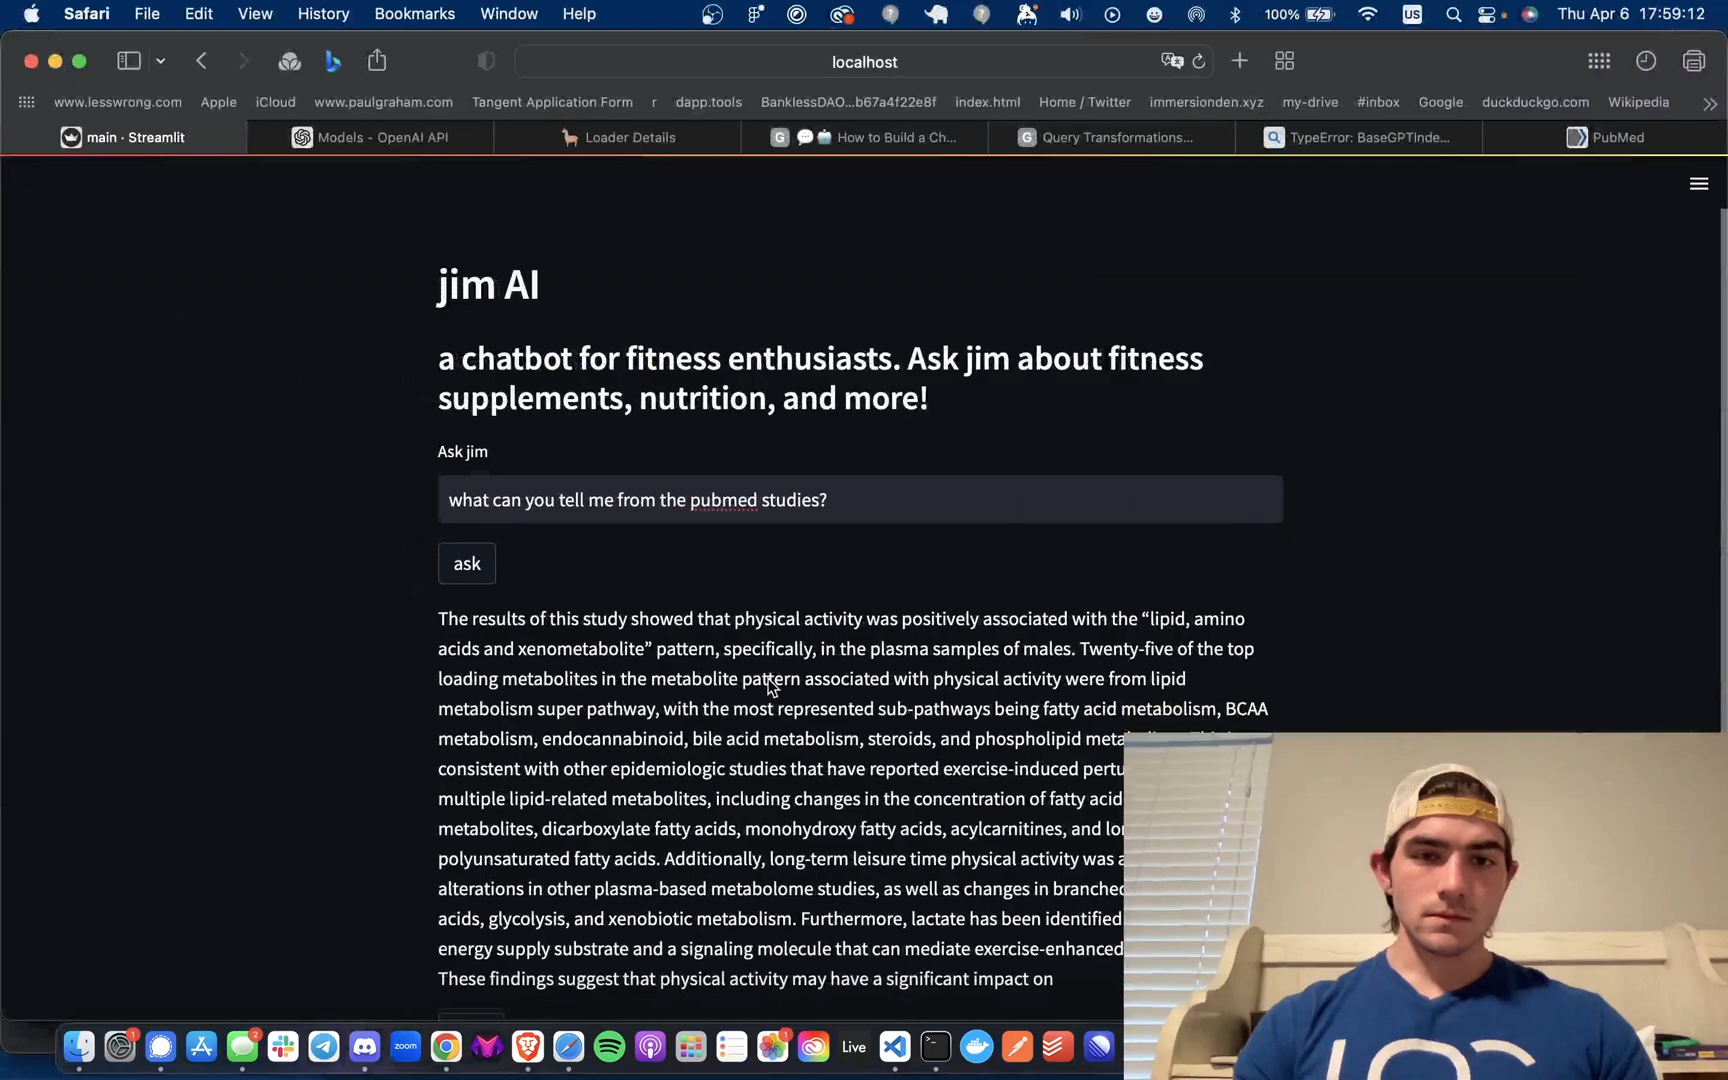 Safari File Edit View History Bookmarks Window Help 100% US Thu Apr 6 17:59:12
localhost
www.lesswrong.com Apple iCloud www.paulgraham.com Tangent Application Form r dapp.tools BanklessDAO...b67a4f22e8f index.html Home / Twitter immersionden.xyz my-drive #inbox Google duckduckgo.com Wikipedia
main · Streamlit Models - OpenAI API Loader Details How to Build a Ch... Query Transformations... TypeError: BaseGPTInde... PubMed
jim AI
a chatbot for fitness enthusiasts. Ask jim about fitness
supplements, nutrition, and more!
Ask jim
what can you tell me from the pubmed studies?
ask
The results of this study showed that physical activity was positively associated with the “lipid, amino
acids and xenometabolite” pattern, specifically, in the plasma samples of males. Twenty-five of the top
loading metabolites in the metabolite pattern associated with physical activity were from lipid
metabolism super pathway, with the most represented sub-pathways being fatty acid metabolism, BCAA
metabolism, endocannabinoid, bile acid metabolism, steroids, and phospholipid
consistent with other epidemiologic studies that have reported exercise-induced
multiple lipid-related metabolites, including changes in the concentration of fatty acid
metabolites, dicarboxylate fatty acids, monohydroxy fatty acids, acylcarnitines, and
polyunsaturated fatty acids. Additionally, long-term leisure time physical activity was
alterations in other plasma-based metabolome studies, as well as changes in
acids, glycolysis, and xenobiotic metabolism. Furthermore, lactate has been identified
energy supply substrate and a signaling molecule that can mediate exercise-enhanced
These findings suggest that physical activity may have a significant impact on
zoom Live